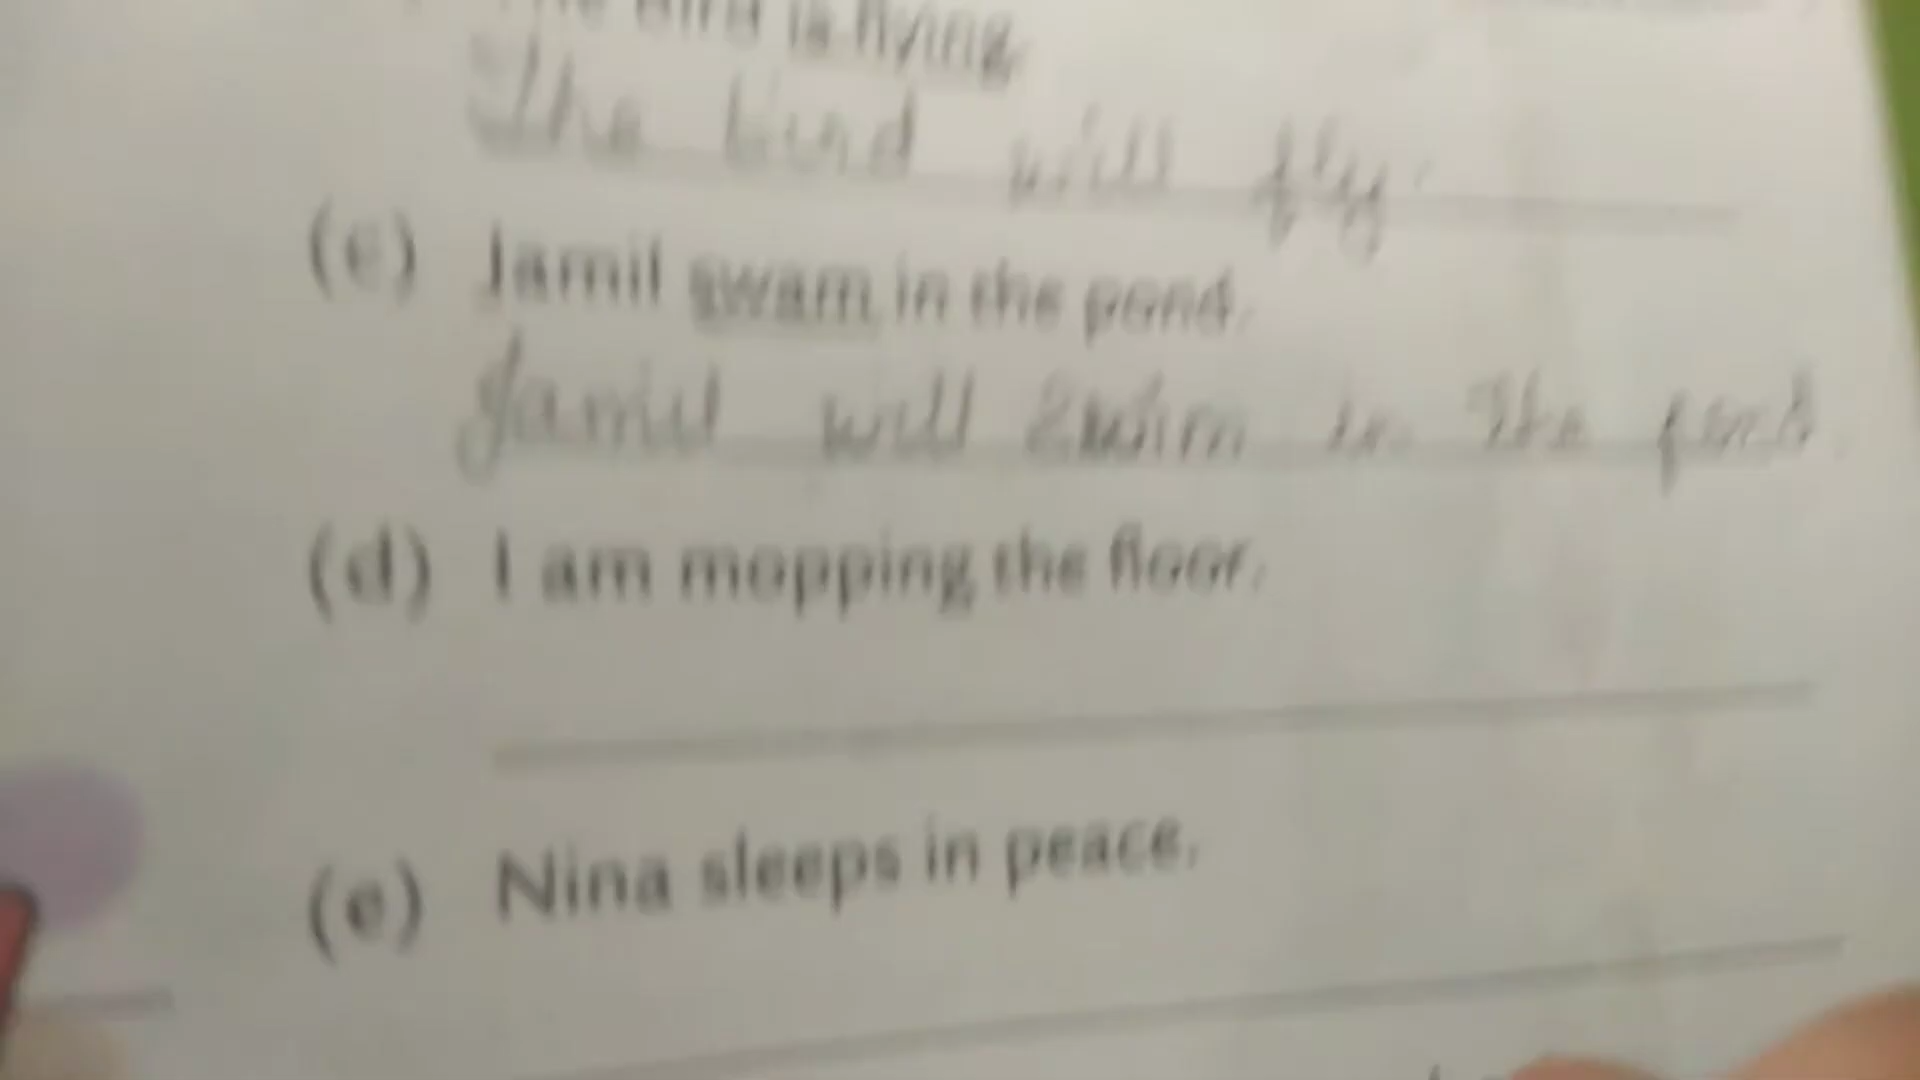 The bird is flying
The bird will fly.
(c) Jamil swam in the pond.
Jamil will swim in the pond.
(d) I am mopping the floor.
(e) Nina sleeps in peace.